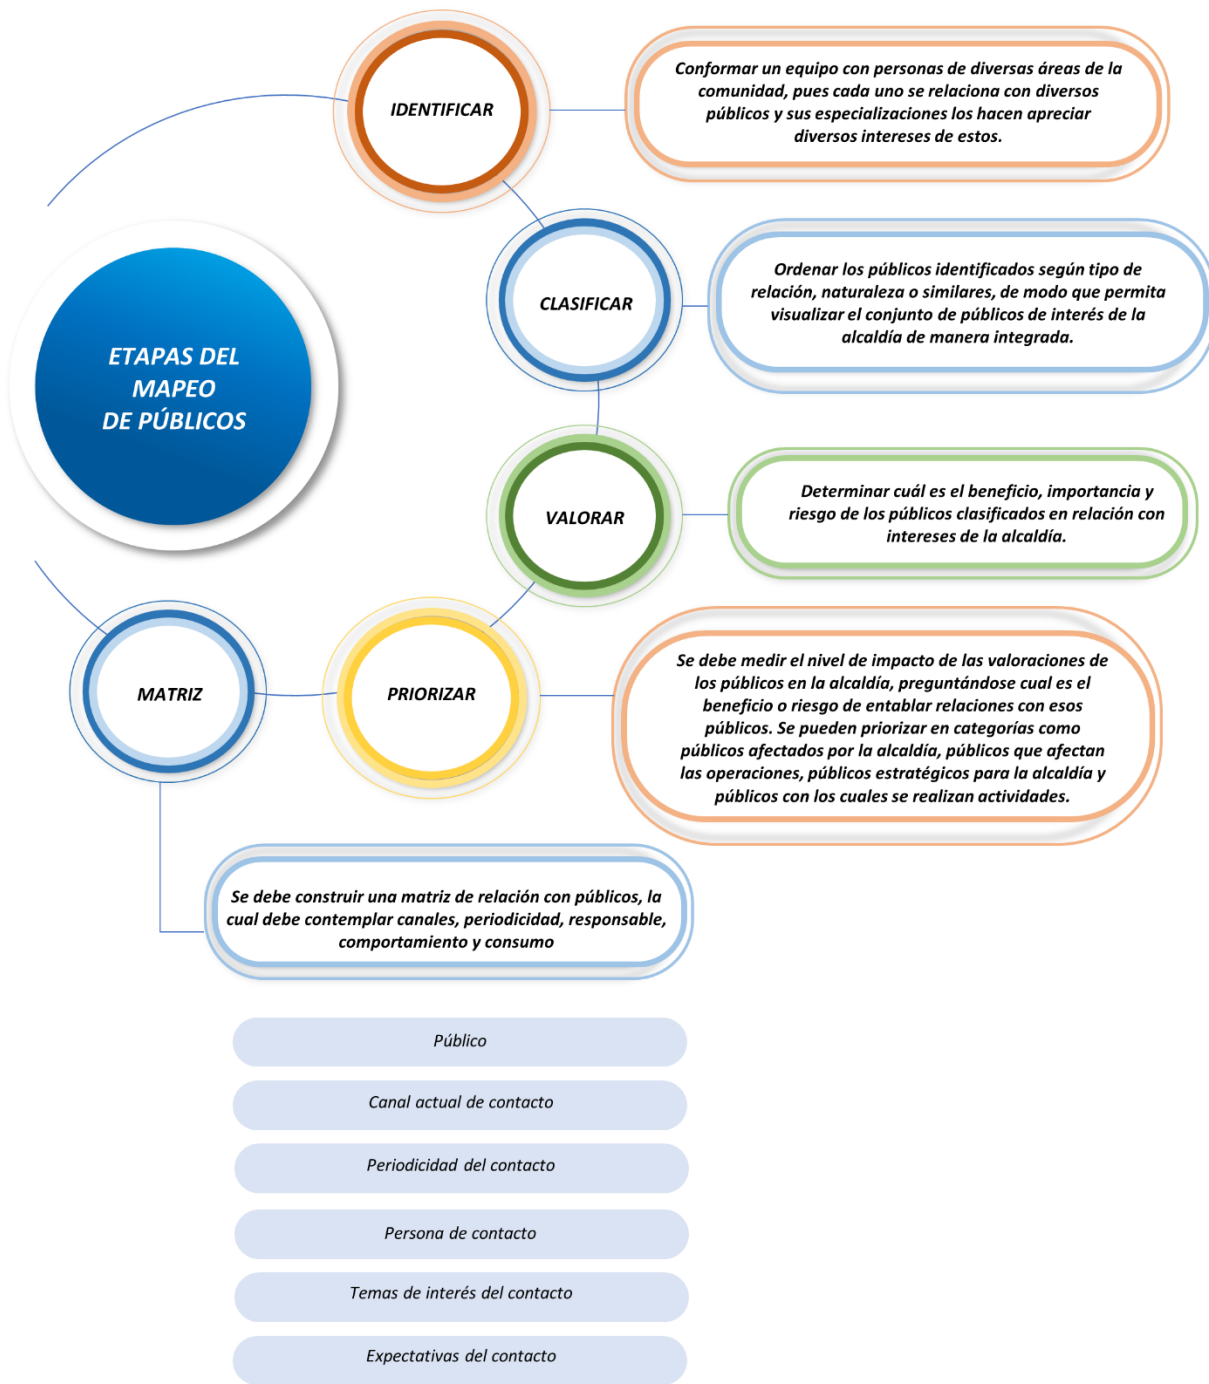 ETAPAS DEL
MAPEO
DE PÚBLICOS
IDENTIFICAR
Conformar un equipo con personas de diversas áreas de la
comunidad, pues cada uno se relaciona con diversos
públicos y sus especializaciones los hacen apreciar
diversos intereses de estos.
CLASIFICAR
Ordenar los públicos identificados según tipo de
relación, naturaleza o similares, de modo que permita
visualizar el conjunto de públicos de interés de la
alcaldía de manera integrada.
VALORAR
Determinar cuál es el beneficio, importancia y
riesgo de los públicos clasificados en relación con
intereses de la alcaldía.
PRIORIZAR
Se debe medir el nivel de impacto de las valoraciones de
los públicos en la alcaldía, preguntándose cual es el
beneficio o riesgo de entablar relaciones con esos
públicos. Se pueden priorizar en categorías como
públicos afectados por la alcaldía, públicos que afectan
las operaciones, públicos estratégicos para la alcaldía y
públicos con los cuales se realizan actividades.
MATRIZ
Se debe construir una matriz de relación con públicos, la
cual debe contemplar canales, periodicidad, responsable,
comportamiento y consumo
Público
Canal actual de contacto
Periodicidad del contacto
Persona de contacto
Temas de interés del contacto
Expectativas del contacto